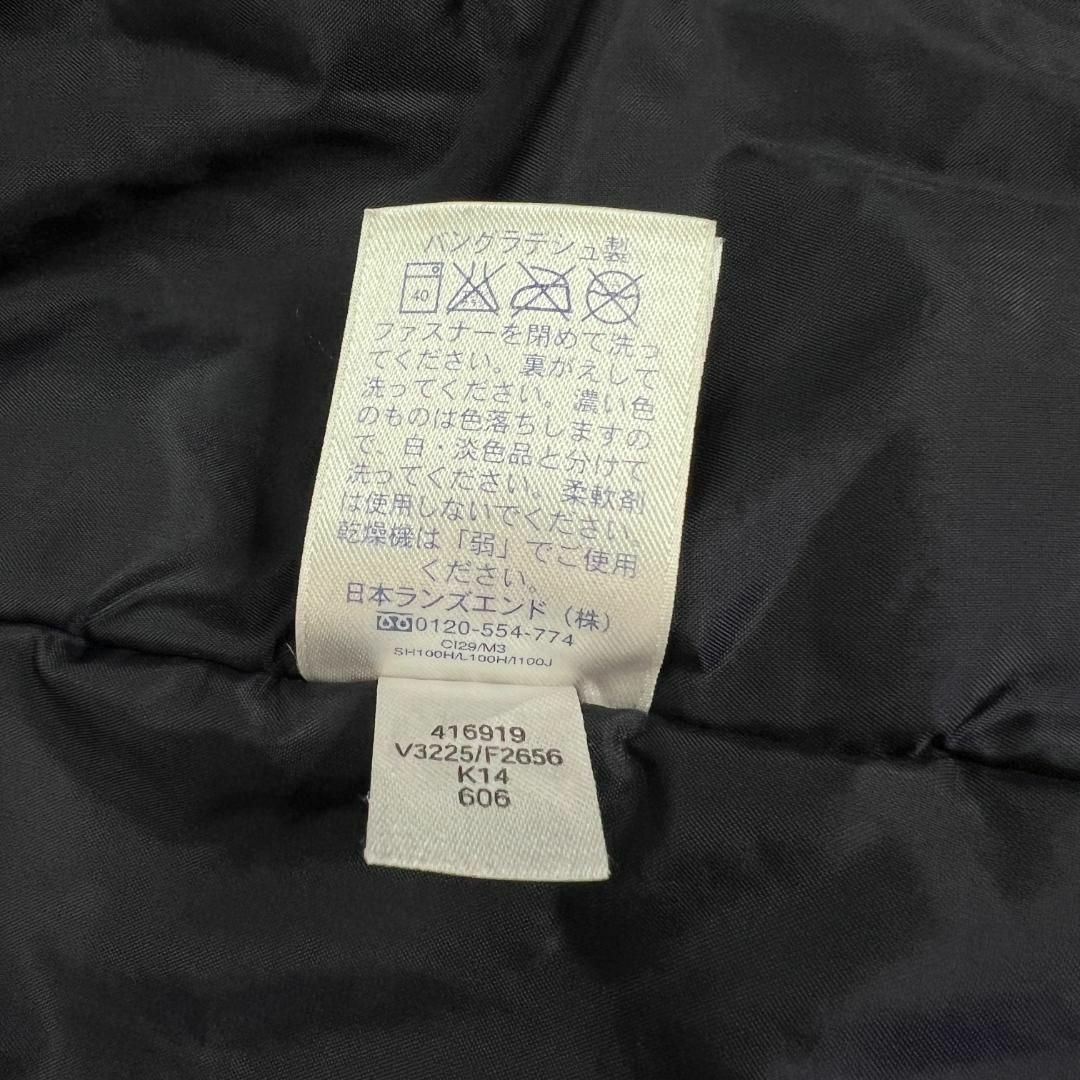 バングラデシュ製
40
ファスナーを閉めて洗っ
てください。裏がえして
洗ってください。濃い色
のものは色落ちしますの
で、白・淡色品と分けて
洗ってください。柔軟剤
は使用しないでください。
乾燥機は「弱」でご使用
ください。
日本ランズエンド（株）
0120-554-774
CI29/M3
SH100H/L100H/I100J
416919
V3225/F2656
K14
606